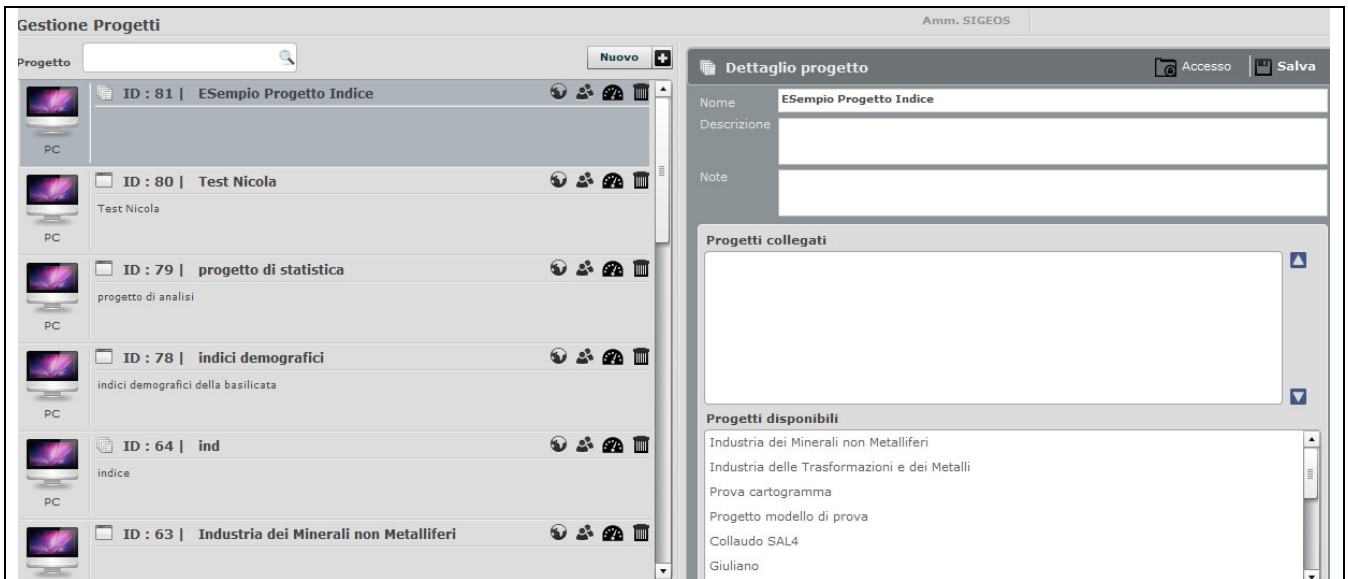 Gestione Progetti
Amm. SIGEOS
Progetto
Nuovo
ID : 81 | ESempio Progetto Indice
PC
ID : 80 | Test Nicola
Test Nicola
PC
ID : 79 | progetto di statistica
progetto di analisi
PC
ID : 78 | indici demografici
indici demografici della basilicata
PC
ID : 64 | ind
indice
PC
ID : 63 | Industria dei Minerali non Metalliferi
Dettaglio progetto
Accesso
Salva
Nome
ESempio Progetto Indice
Descrizione
Note
Progetti collegati
Progetti disponibili
Industria dei Minerali non Metalliferi
Industria delle Trasformazioni e dei Metalli
Prova cartogramma
Progetto modello di prova
Collaudo SAL4
Giuliano